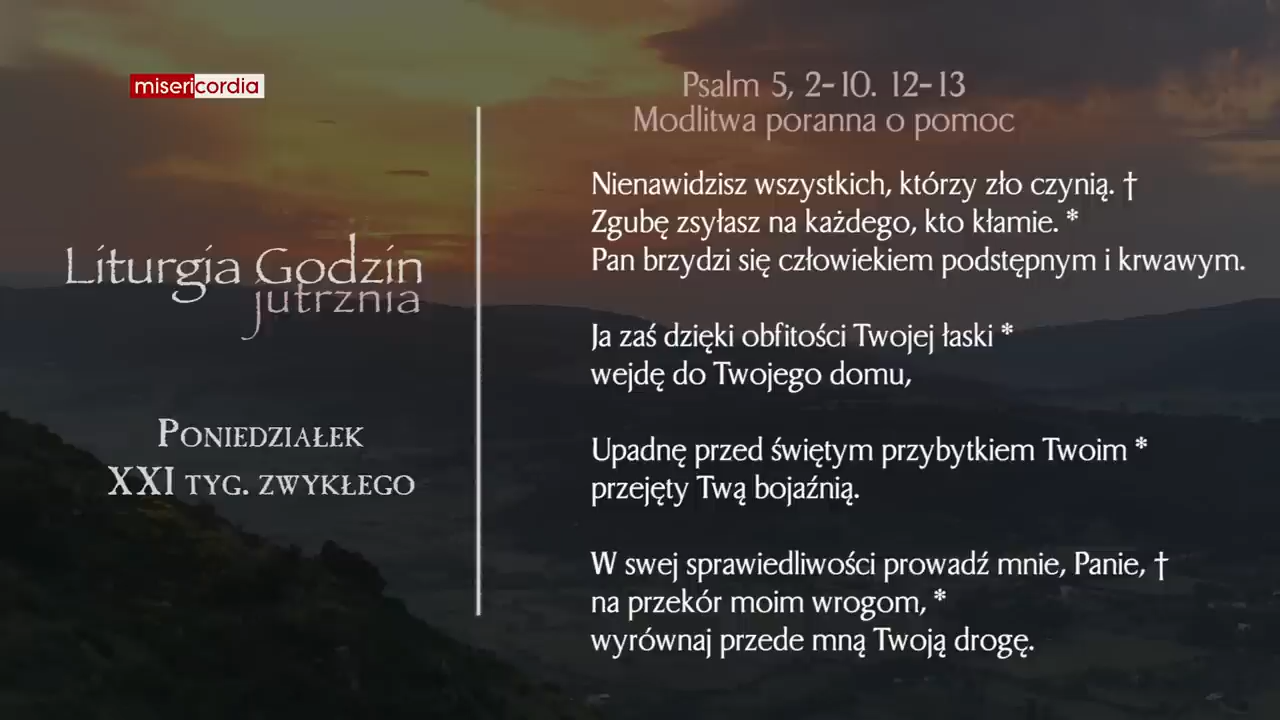 misericordia
Liturgia Godzin
jutrznia
Poniedziałek
XXI tyg. zwykłego
Psalm 5, 2-10. 12-13
Modlitwa poranna o pomoc
Nienawidzisz wszystkich, którzy zło czynią. †
Zgubę zsyłasz na każdego, kto kłamie. *
Pan brzydzi się człowiekiem podstępnym i krwawym.
Ja zaś dzięki obfitości Twojej łaski *
wejdę do Twojego domu,
Upadnę przed świętym przybytkiem Twoim *
przejęty Twą bojaźnią.
W swej sprawiedliwości prowadź mnie, Panie, †
na przekór moim wrogom, *
wyrównaj przede mną Twoją drogę.